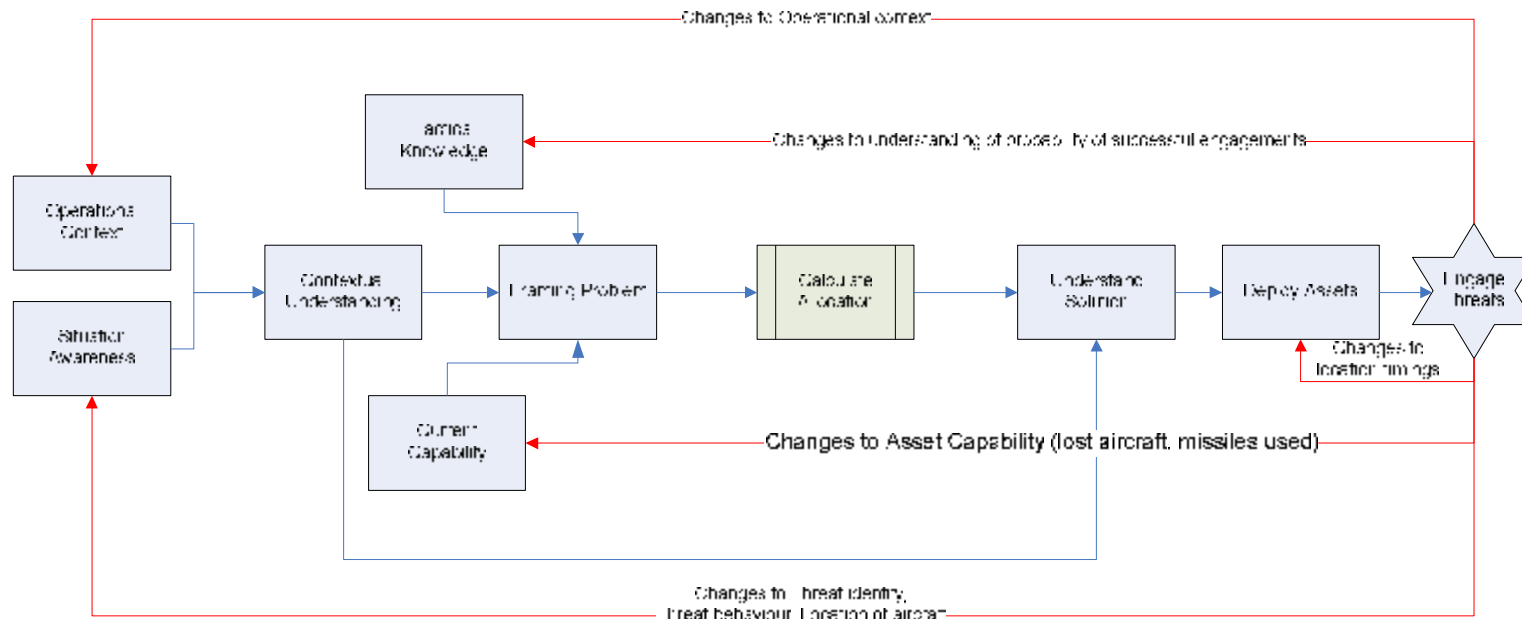 Changes to Operational context
Knowledge
Changes to understanding of probability of successful engagements
Operational
Context
Contextual
Understanding
Framing Problem
Calculate
Allocation
Understand
Solution
Deploy Assets
Engage
Threats
Situation
Awareness
Changes to
location timings
Current
Capability
Changes to Asset Capability (lost aircraft, missiles used)
Changes to Threat identity,
Threat behaviour, Location of aircraft